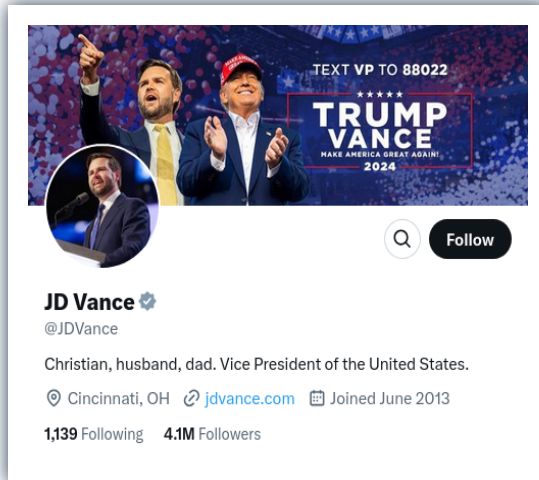 TEXT VP TO 88022
TRUMP
VANCE
MAKE AMERICA GREAT AGAIN!
2024
Follow
JD Vance
@JDVance
Christian, husband, dad. Vice President of the United States.
Cincinnati, OH jdvance.com Joined June 2013
1,139 Following 4.1M Followers